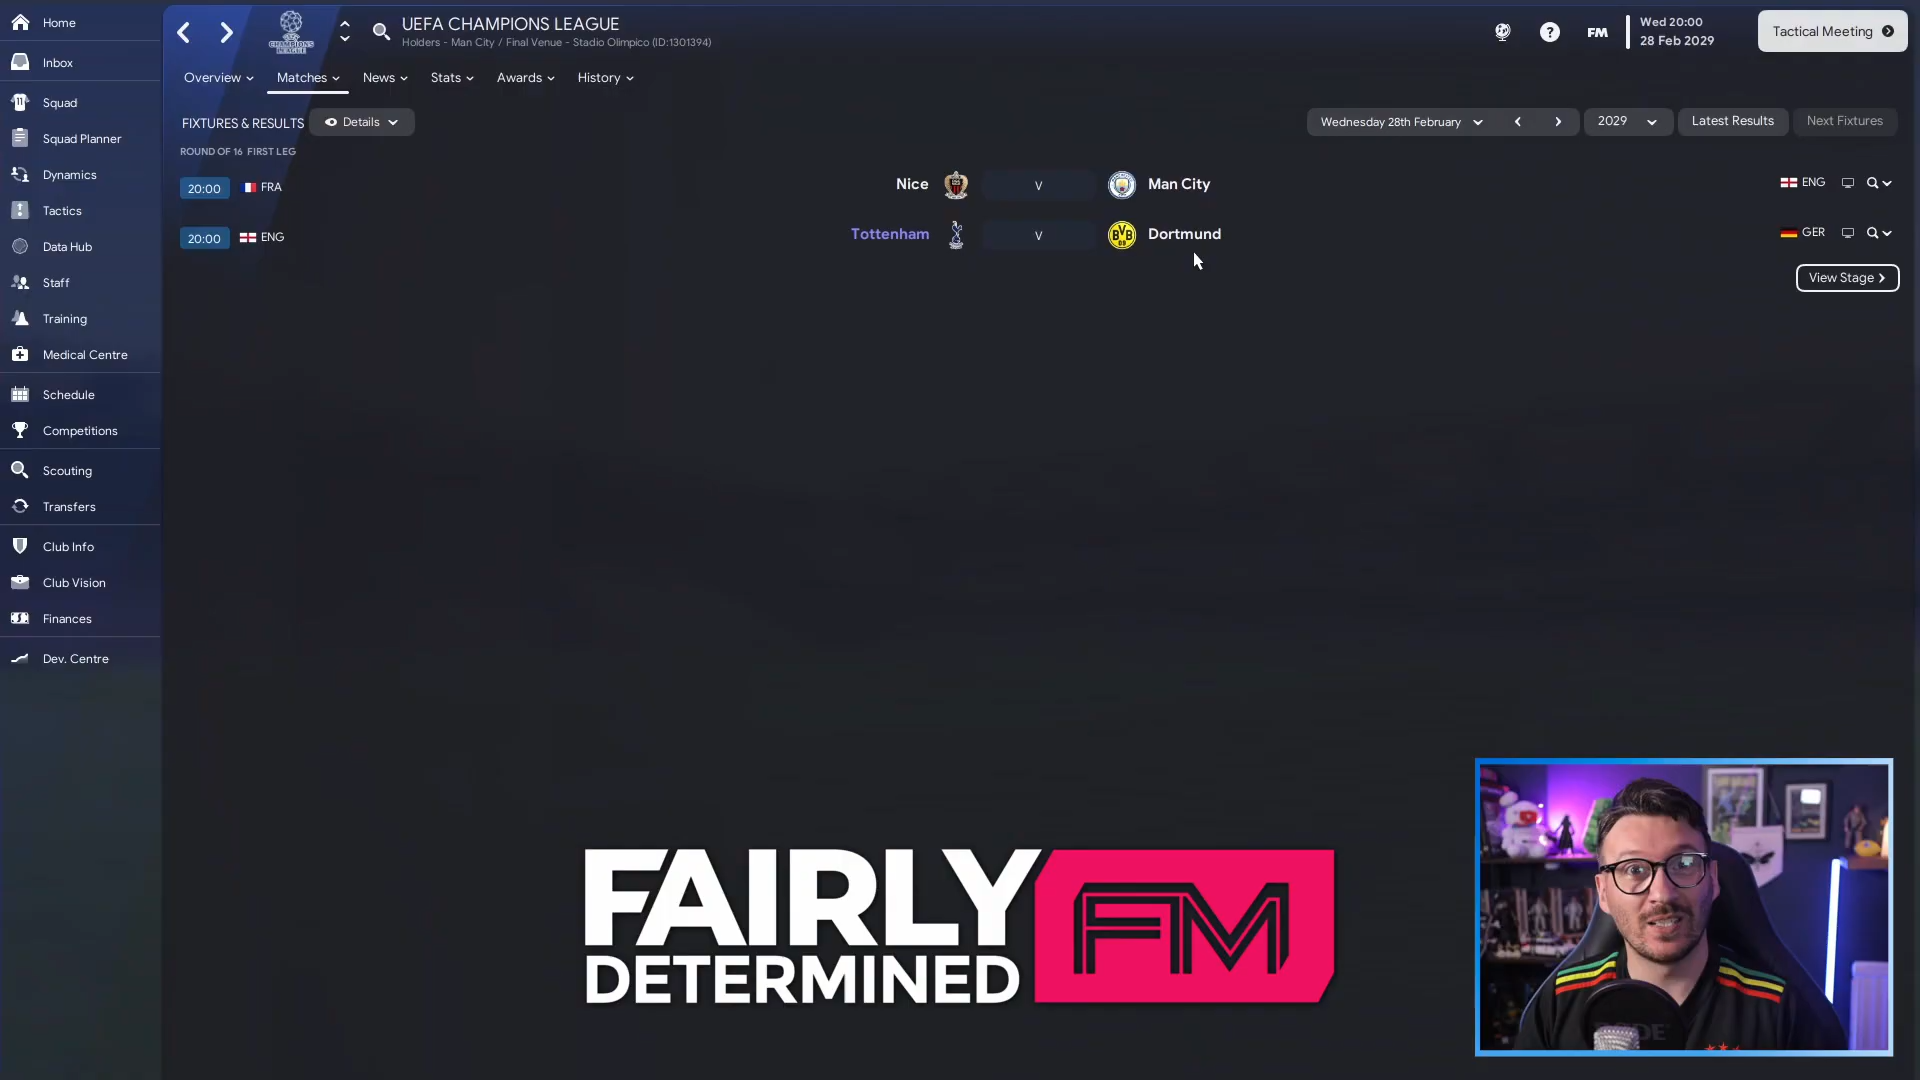 Home
Inbox
Squad
Squad Planner
Dynamics
Tactics
Data Hub
Staff
Training
Medical Centre
Schedule
Competitions
Scouting
Transfers
Club Info
Club Vision
Finances
Dev. Centre
UEFA CHAMPIONS LEAGUE
Holders - Man City / Final Venue - Stadio Olimpico (ID:1301394)
FM
Wed 20:00
28 Feb 2029
Tactical Meeting
Overview Matches News Stats Awards History
FIXTURES & RESULTS Details
Wednesday 28th February 2029 Latest Results Next Fixtures
ROUND OF 16 FIRST LEG
20:00 FRA Nice v Man City ENG
20:00 ENG Tottenham v Dortmund GER
View Stage
FAIRLY
DETERMINED
FM